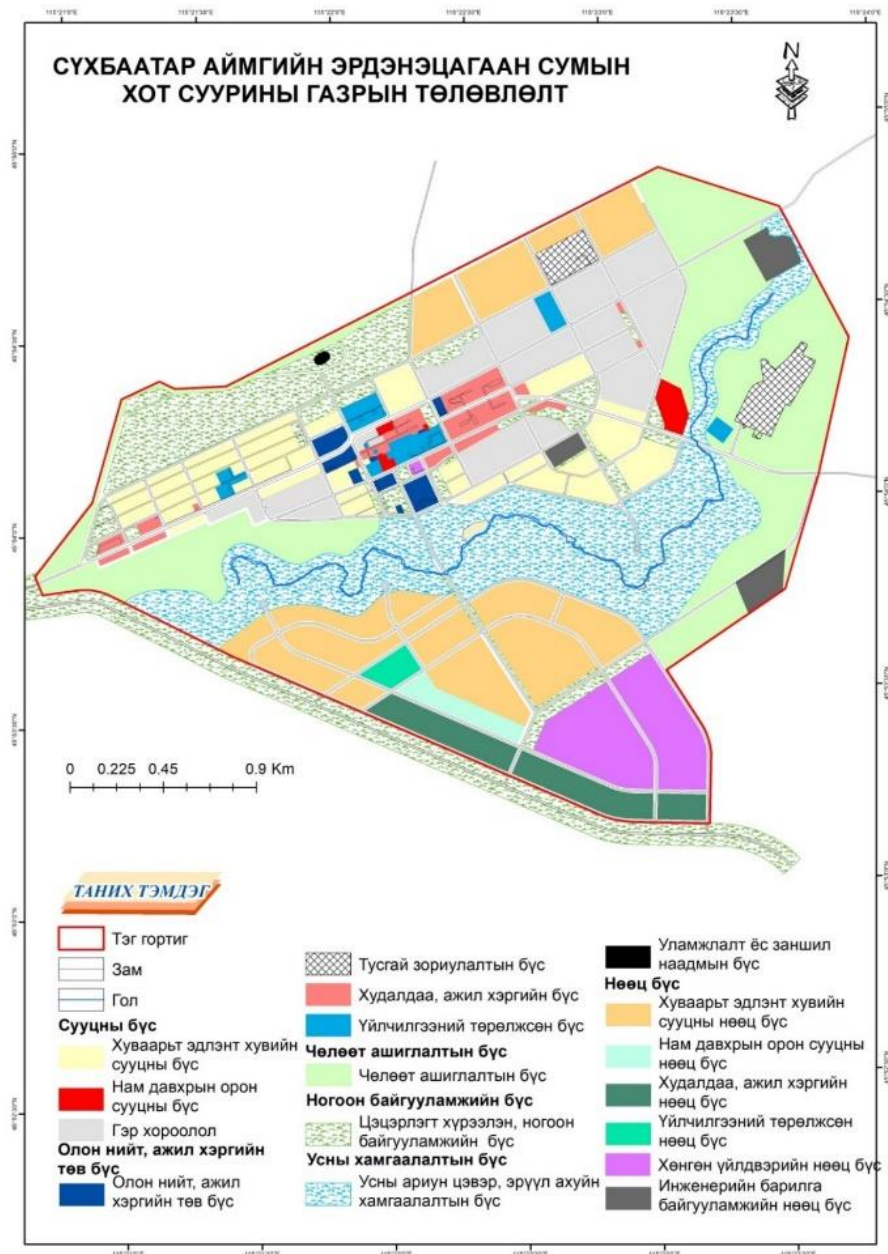 СҮХБААТАР АЙМГИЙН ЭРДЭНЭЦАГААН СУМЫН
ХОТ СУУРИНЫ ГАЗРЫН ТӨЛӨВЛӨЛТ
N
0 0.225 0.45 0.9 Km
ТАНИХ ТЭМДЭГ
Тэг гортиг
Зам
Гол
Сууцны бүс
Хуваарьт эдлэнт хувийн
сууцны бүс
Нам давхрын орон
сууцны бүс
Гэр хороолол
Олон нийт, ажил хэргийн
төв бүс
Олон нийт, ажил
хэргийн төв бүс
Тусгай зориулалтын бүс
Худалдаа, ажил хэргийн бүс
Үйлчилгээний төрөлжсөн бүс
Чөлөөт ашиглалтын бүс
Чөлөөт ашиглалтын бүс
Ногоон байгууламжийн бүс
Цэцэрлэгт хүрээлэн, ногоон
байгууламжийн бүс
Усны хамгаалалтын бүс
Усны ариун цэвэр, эрүүл ахуйн
хамгаалалтын бүс
Уламжлалт ёс заншил
наадмын бүс
Нөөц бүс
Хуваарьт эдлэнт хувийн
сууцны нөөц бүс
Нам давхрын орон сууцны
нөөц бүс
Худалдаа, ажил хэргийн
нөөц бүс
Үйлчилгээний төрөлжсөн
нөөц бүс
Хөнгөн үйлдвэрийн нөөц бүс
Инженерийн барилга
байгууламжийн нөөц бүс